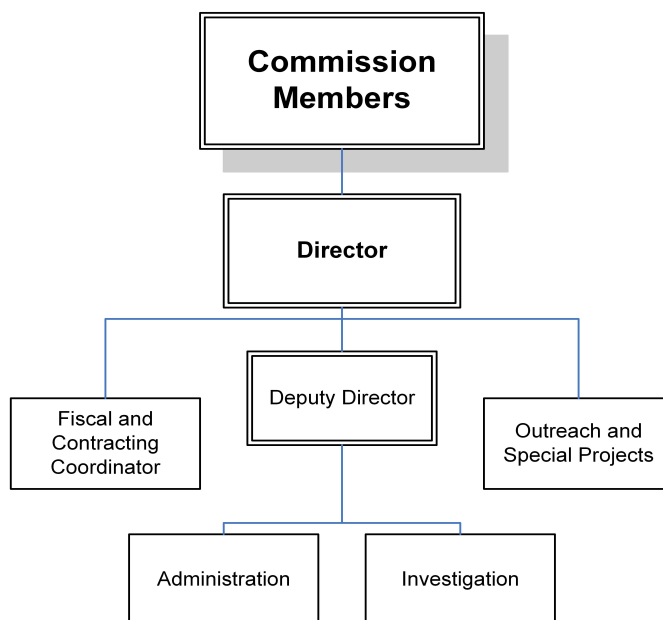 Commission
Members
Director
Deputy Director
Fiscal and
Contracting
Coordinator
Outreach and
Special Projects
Administration
Investigation